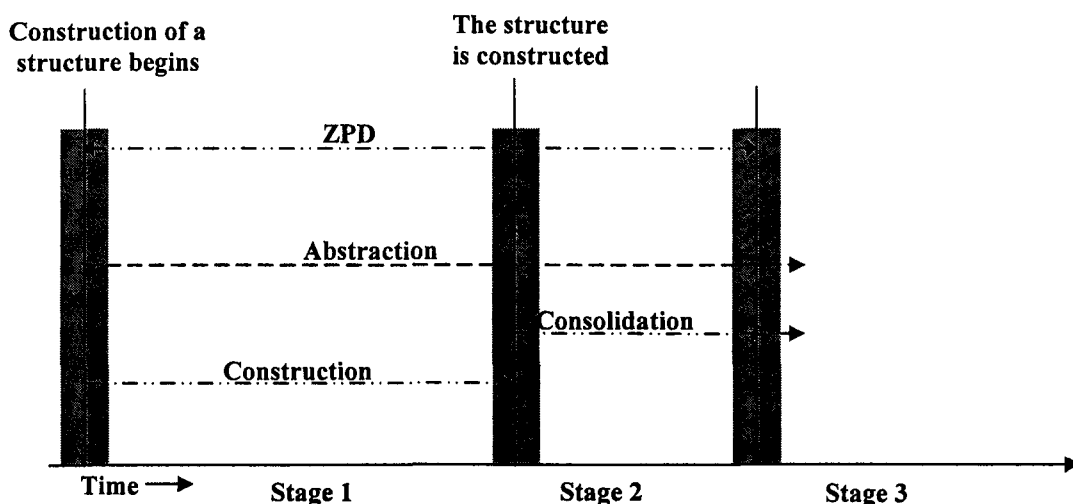 Construction of a
structure begins
The structure
is constructed
ZPD
Abstraction
Consolidation
Construction
Time
Stage 1
Stage 2
Stage 3